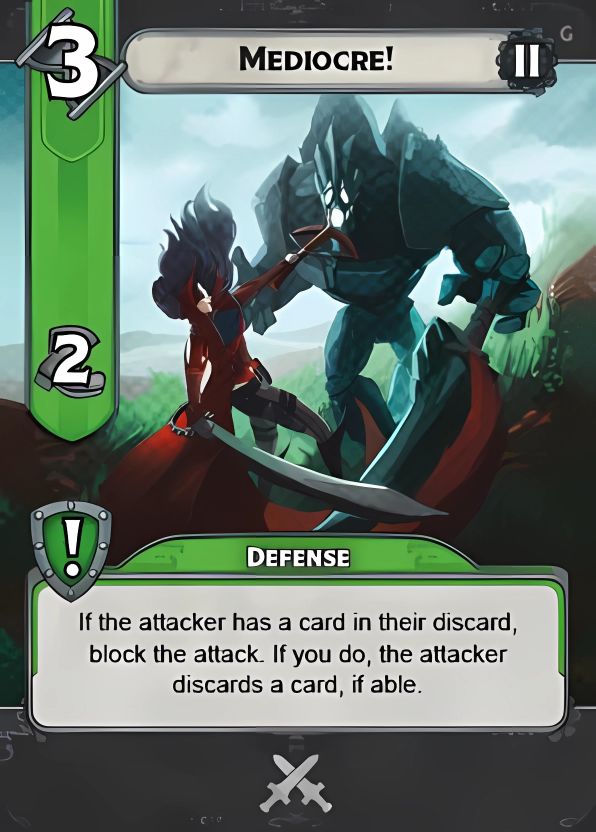 3
MEDIOCRE!
II
G
2
!
DEFENSE
If the attacker has a card in their discard,
block the attack. If you do, the attacker
discards a card, if able.